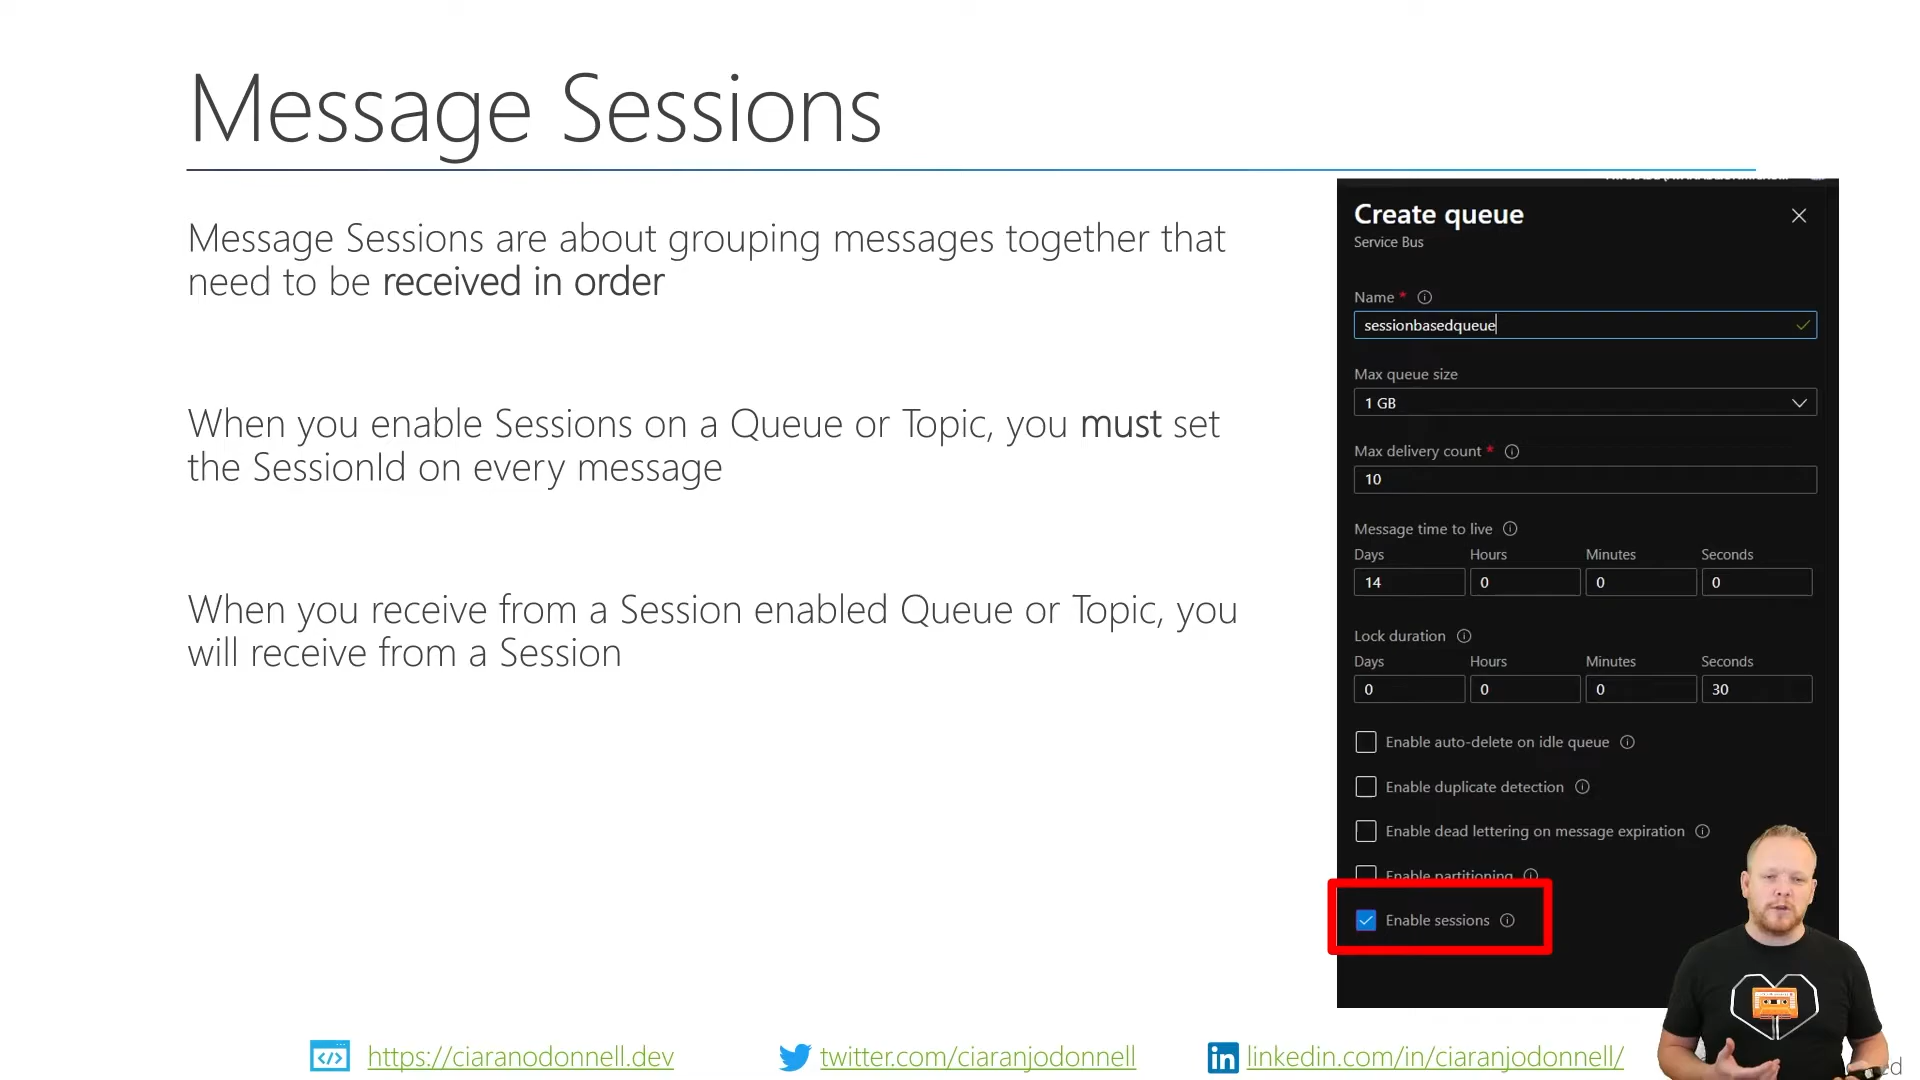 Message Sessions
Message Sessions are about grouping messages together that
need to be received in order
When you enable Sessions on a Queue or Topic, you must set
the SessionId on every message
When you receive from a Session enabled Queue or Topic, you
will receive from a Session
Create queue
Service Bus
Name *
sessionbasedqueue
Max queue size
1 GB
Max delivery count *
10
Message time to live
Days Hours Minutes Seconds
14 0 0 0
Lock duration
Days Hours Minutes Seconds
0 0 0 30
Enable auto-delete on idle queue
Enable duplicate detection
Enable dead lettering on message expiration
Enable partitioning
Enable sessions
https://ciaranodonnell.dev
twitter.com/ciaranjodonnell
linkedin.com/in/ciaranjodonnell/